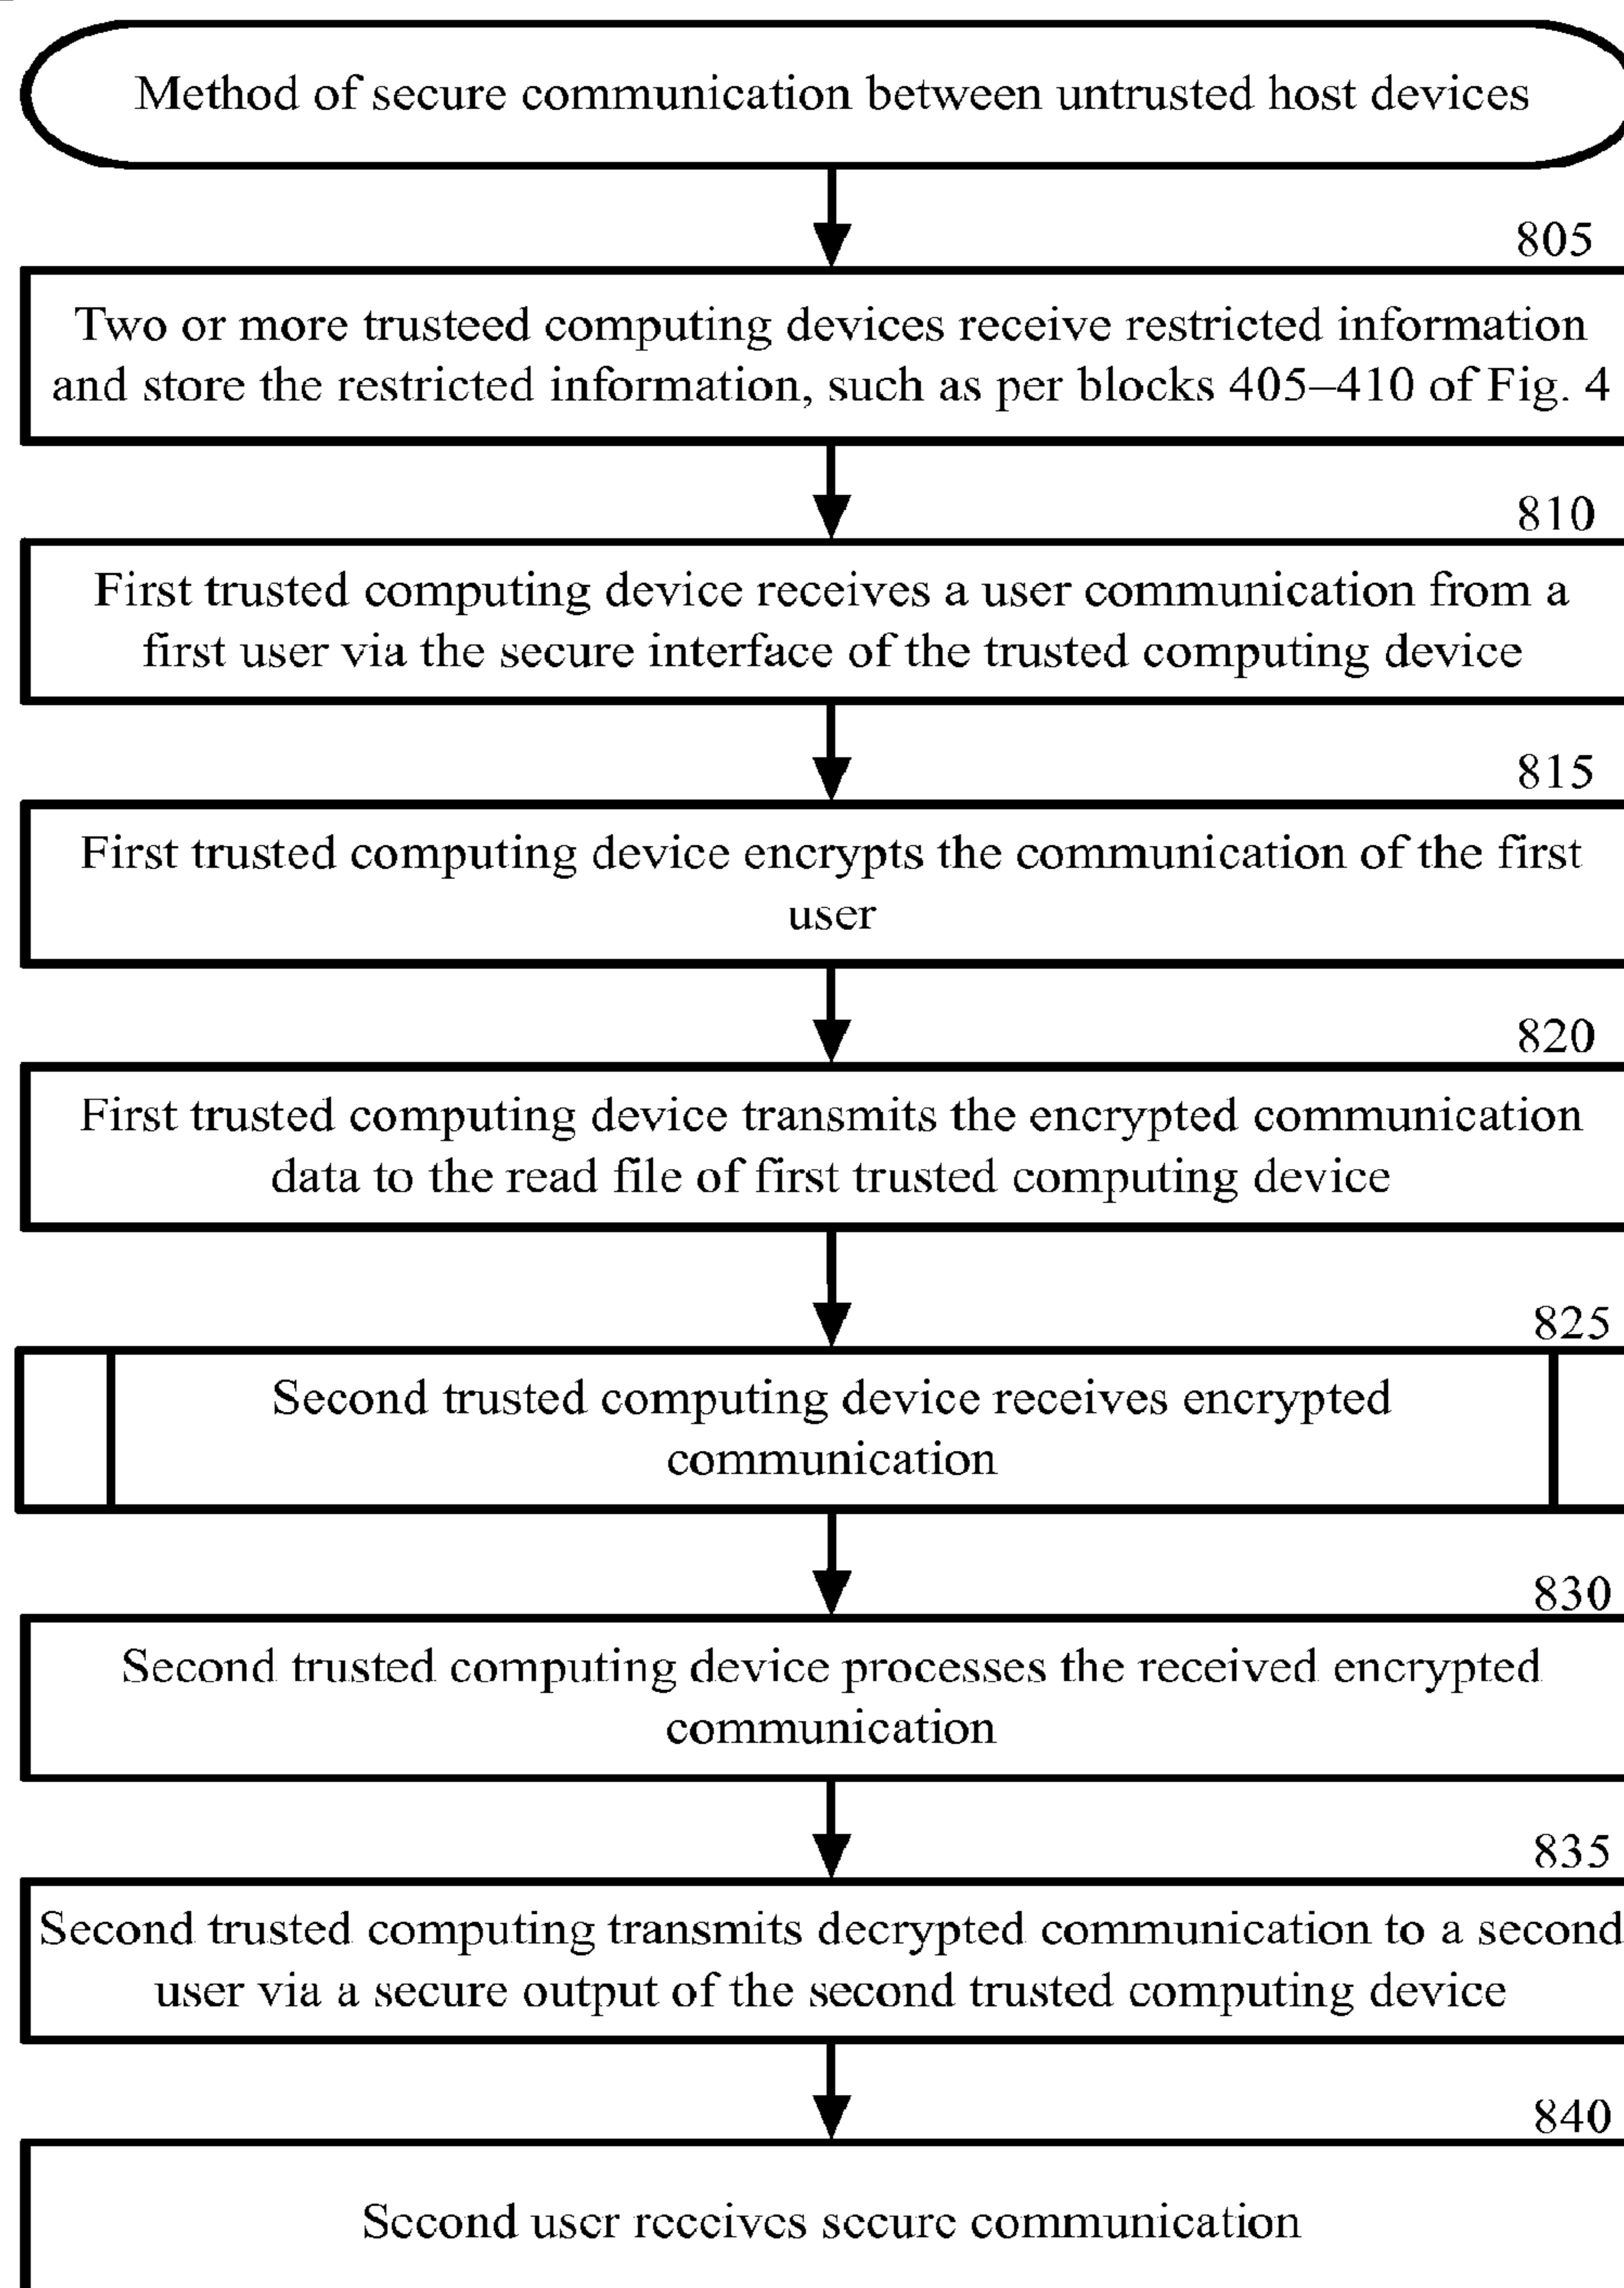 Method of secure communication between untrusted host devices
805
Two or more trusteed computing devices receive restricted information
and store the restricted information, such as per blocks 405–410 of Fig. 4
810
First trusted computing device receives a user communication from a
first user via the secure interface of the trusted computing device
815
First trusted computing device encrypts the communication of the first
user
820
First trusted computing device transmits the encrypted communication
data to the read file of first trusted computing device
825
Second trusted computing device receives encrypted
communication
830
Second trusted computing device processes the received encrypted
communication
835
Second trusted computing transmits decrypted communication to a second
user via a secure output of the second trusted computing device
840
Second user receives secure communication